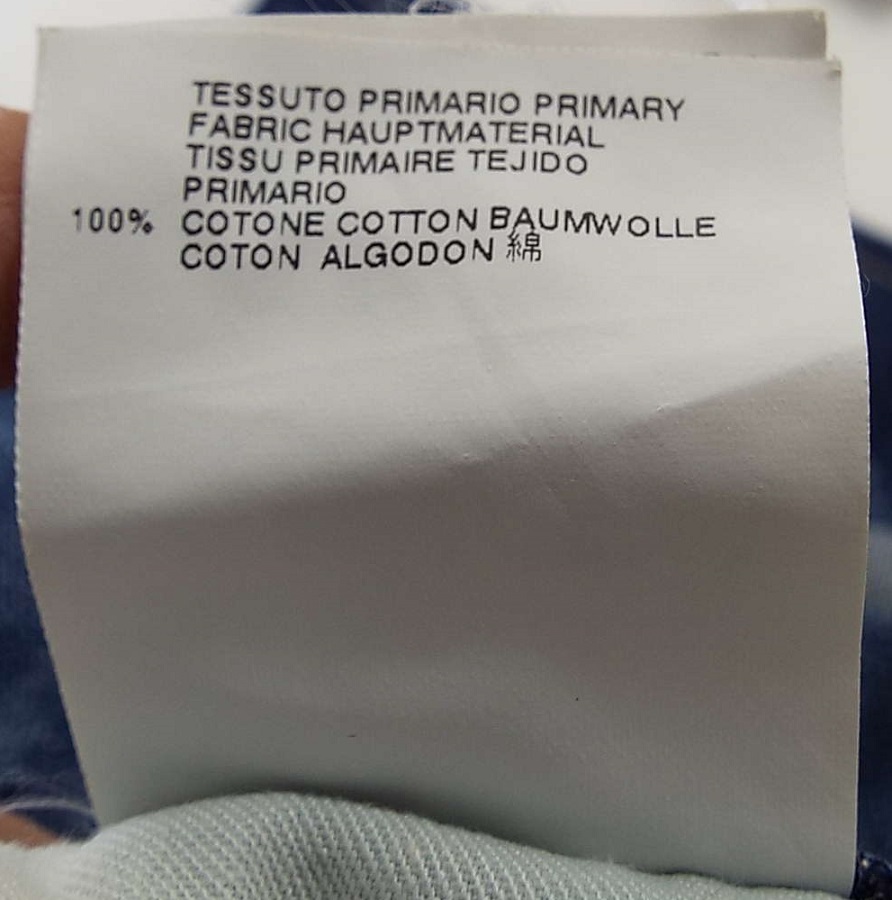 TESSUTO PRIMARIO PRIMARY
FABRIC HAUPTMATERIAL
TISSU PRIMAIRE TEJIDO
PRIMARIO
100% COTONE COTTON BAUMWOLLE
COTON ALGODON 綿